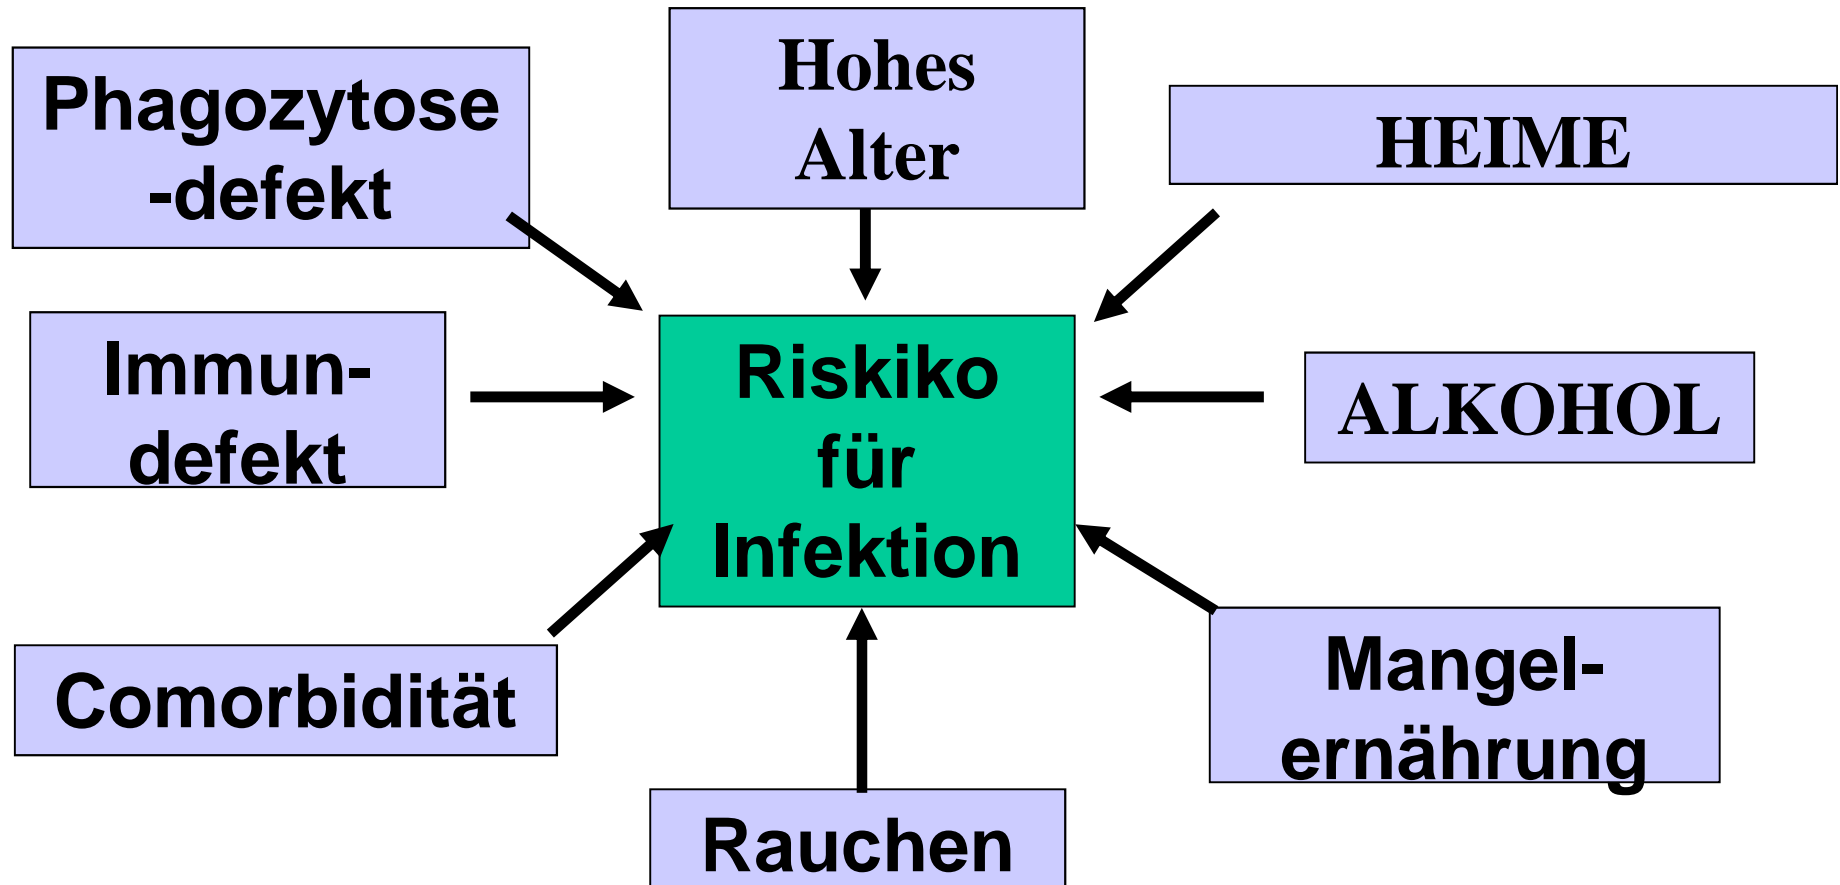 Phagozytose
-defekt
Hohes
Alter
HEIME
Immun-
defekt
Riskiko
für
Infektion
ALKOHOL
Comorbidität
Mangel-
ernährung
Rauchen